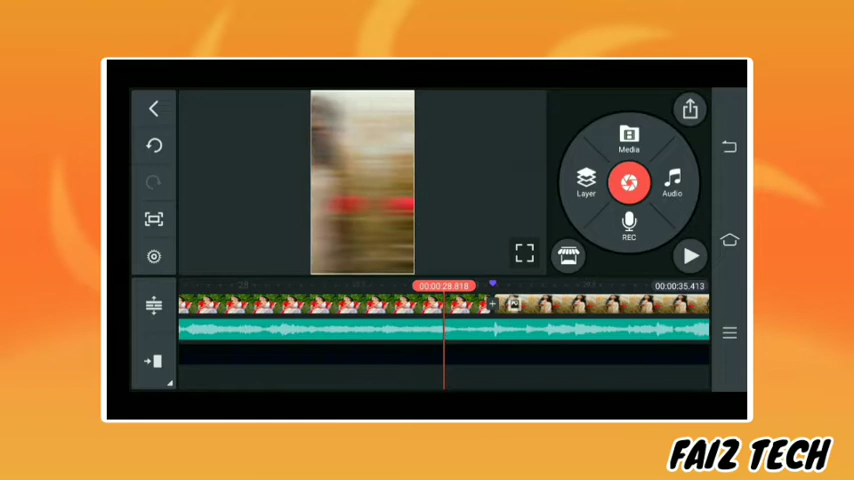 Media
Layer
Audio
REC
00:00:28.818
00:00:35.413
FAIZ TECH